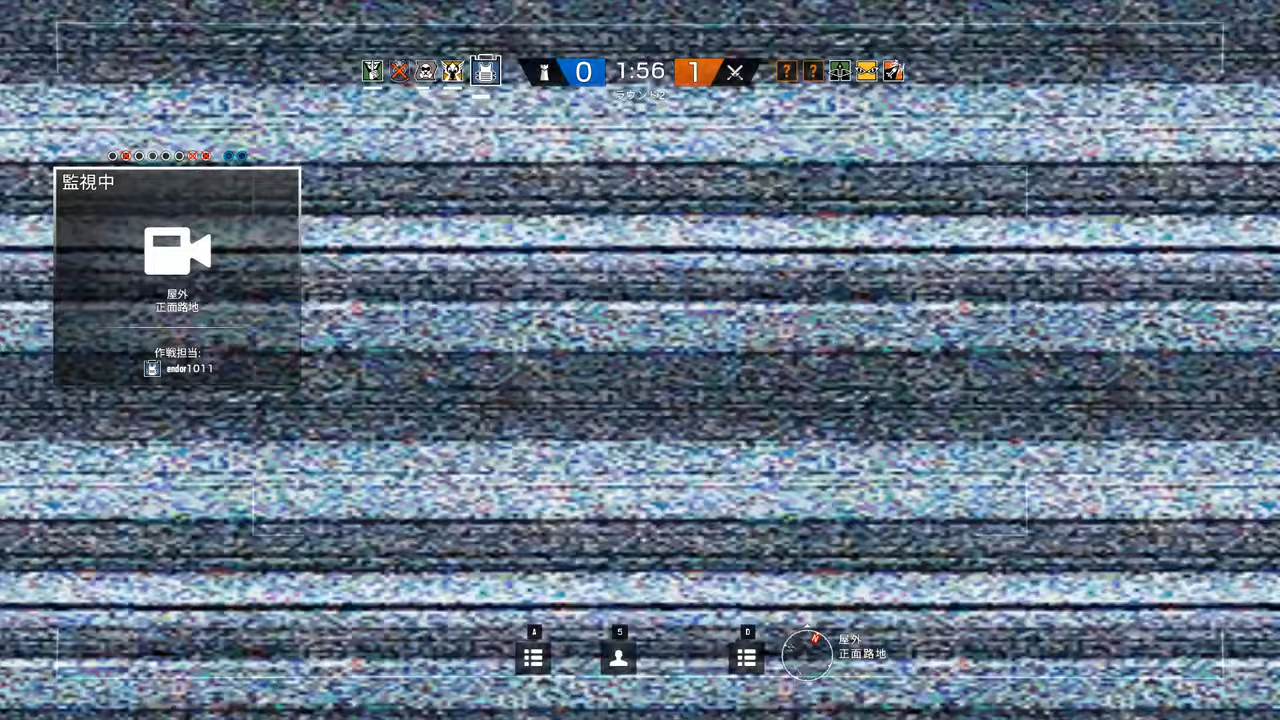 0
1:56
1
? ?
ラウンド2
監視中
屋外
正面路地
作戦担当:
endor1011
A
S
D
N
屋外
正面路地